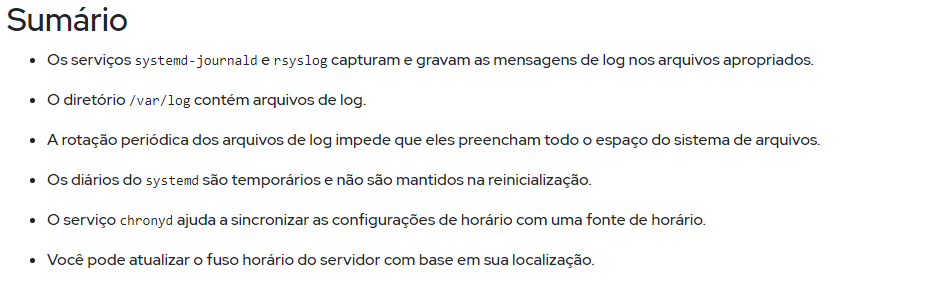 Sumário
Os serviços systemd-journald e rsyslog capturam e gravam as mensagens de log nos arquivos apropriados.
O diretório /var/log contém arquivos de log.
A rotação periódica dos arquivos de log impede que eles preencham todo o espaço do sistema de arquivos.
Os diários do systemd são temporários e não são mantidos na reinicialização.
O serviço chronyd ajuda a sincronizar as configurações de horário com uma fonte de horário.
Você pode atualizar o fuso horário do servidor com base em sua localização.